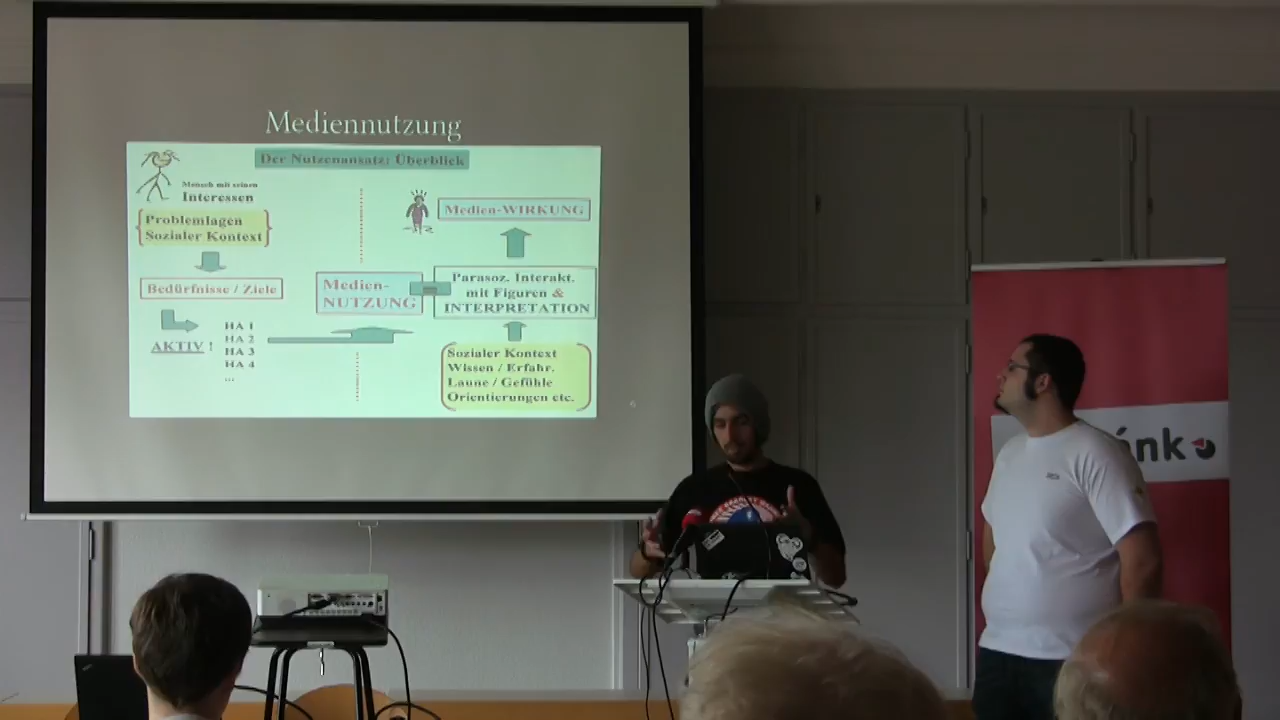 Mediennutzung
Der Nutzenansatz: Überblick
Mensch mit seinen
Interessen
Problemlagen
Sozialer Kontext
Bedürfnisse / Ziele
AKTIV !
HA 1
HA 2
HA 3
HA 4
...
Medien-
NUTZUNG
Medien-WIRKUNG
Parasoz. Interakt.
mit Figuren &
INTERPRETATION
Sozialer Kontext
Wissen / Erfahr.
Laune / Gefühle
Orientierungen etc.
6
ánk